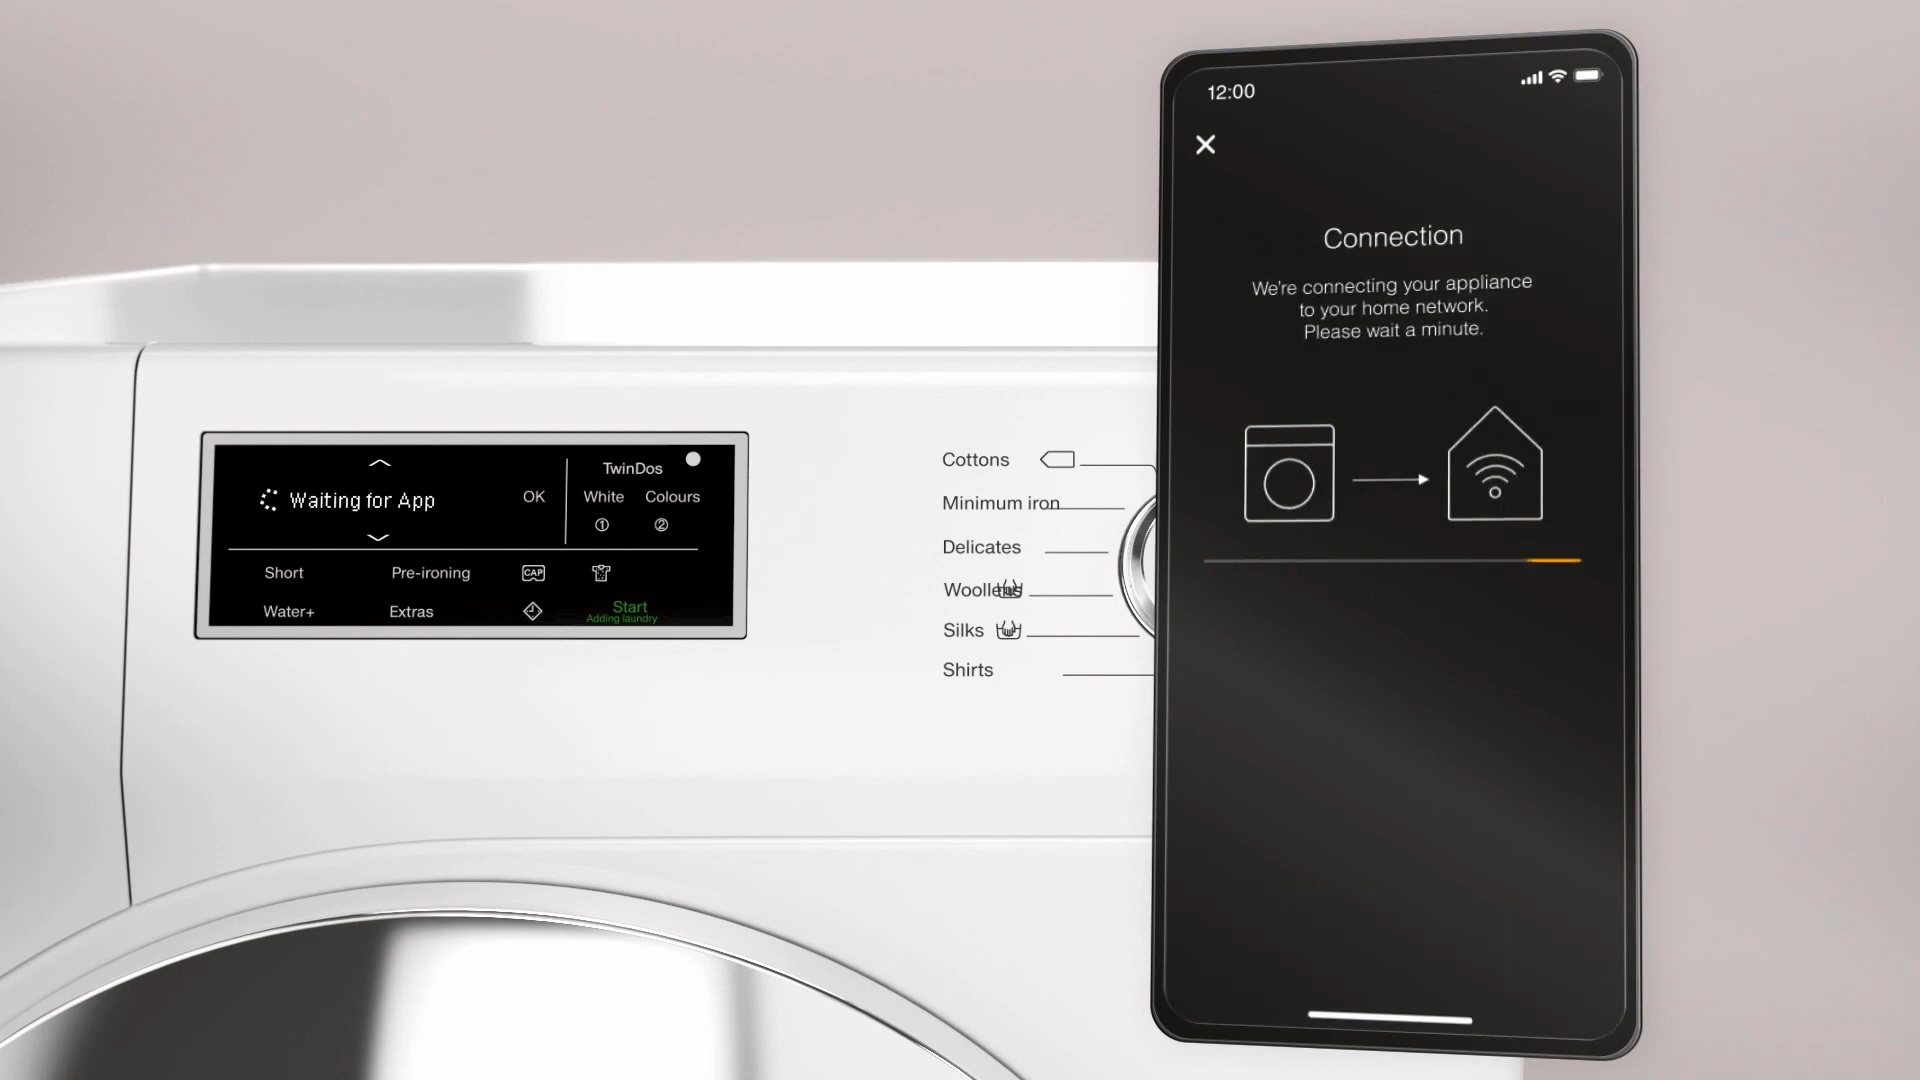 Waiting for App
OK
TwinDos
White Colours
1 2
Short
Pre-ironing
CAP
Water+
Extras
Start
Adding laundry
Cottons
Minimum iron
Delicates
Woollens
Silks
Shirts
12:00
Connection
We're connecting your appliance
to your home network.
Please wait a minute.